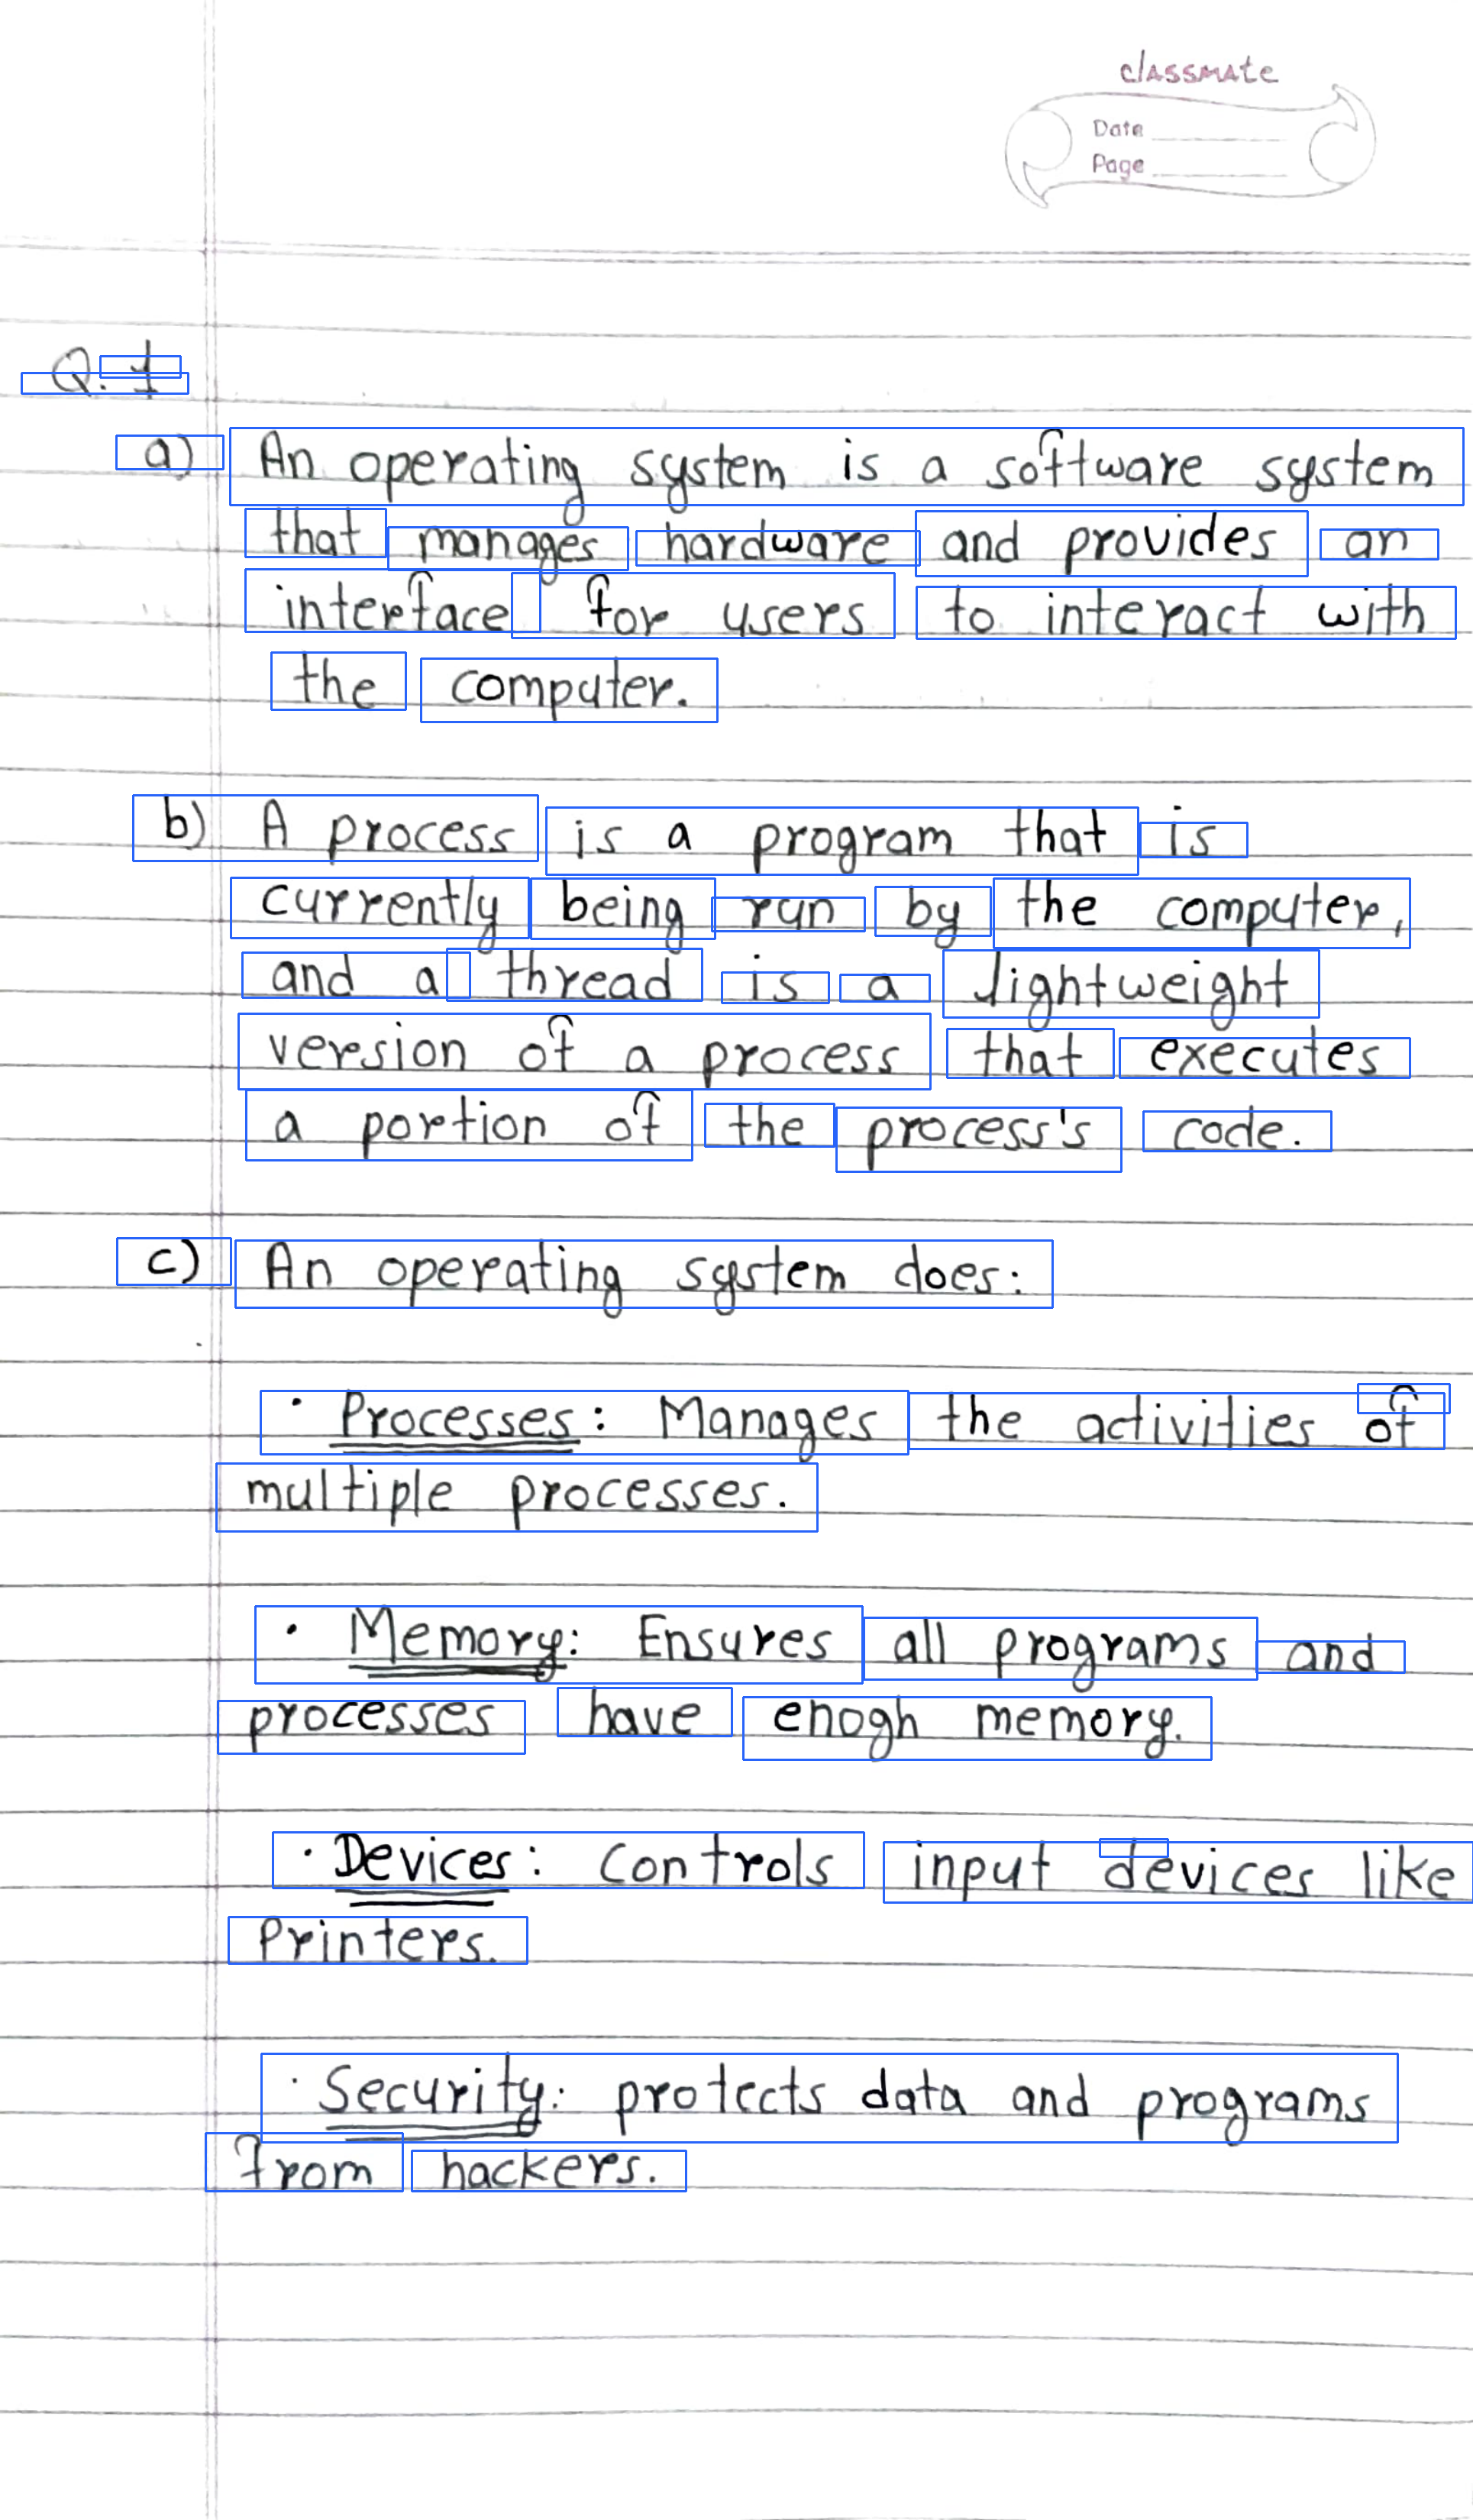 classmate
Date
Page
Q. 1
a) An operating system is a software system
that manages hardware and provides an
interface for users to interact with
the computer.
b) A process is a program that is
currently being run by the computer,
and a thread is a lightweight
version of a process that executes
a portion of the process's code.
c) An operating system does:
· Processes: Manages the activities of
multiple processes.
· Memory: Ensures all programs and
processes have enogh memory.
· Devices: Controls input devices like
Printers.
· Security: protects data and programs
from hackers.